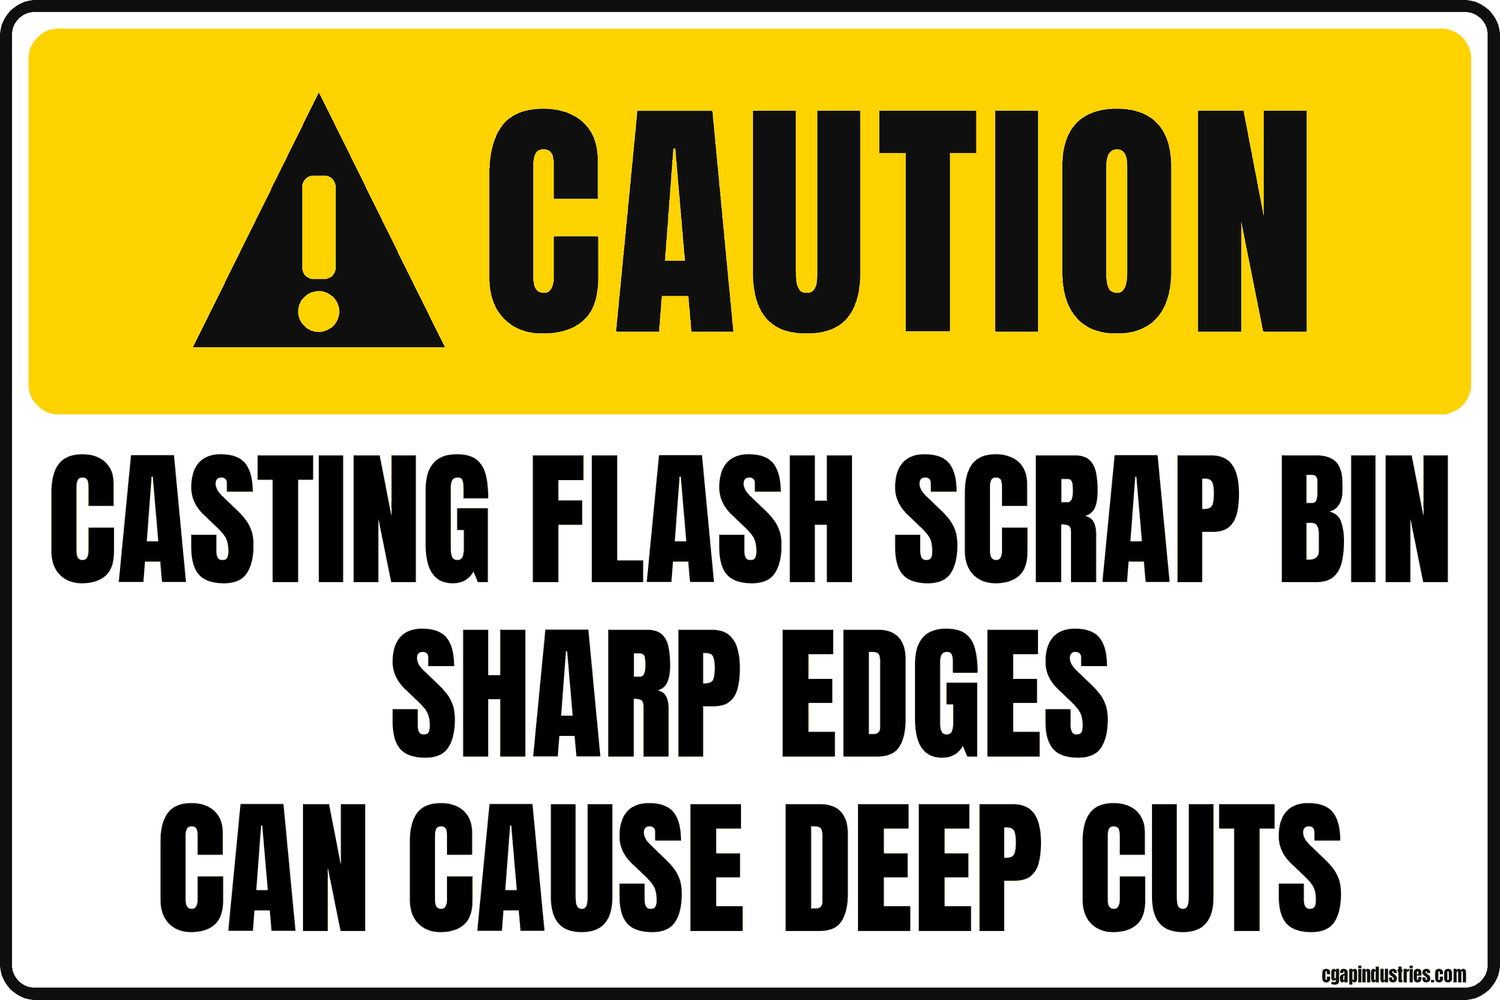 CAUTION
CASTING FLASH SCRAP BIN
SHARP EDGES
CAN CAUSE DEEP CUTS
cgapindustries.com